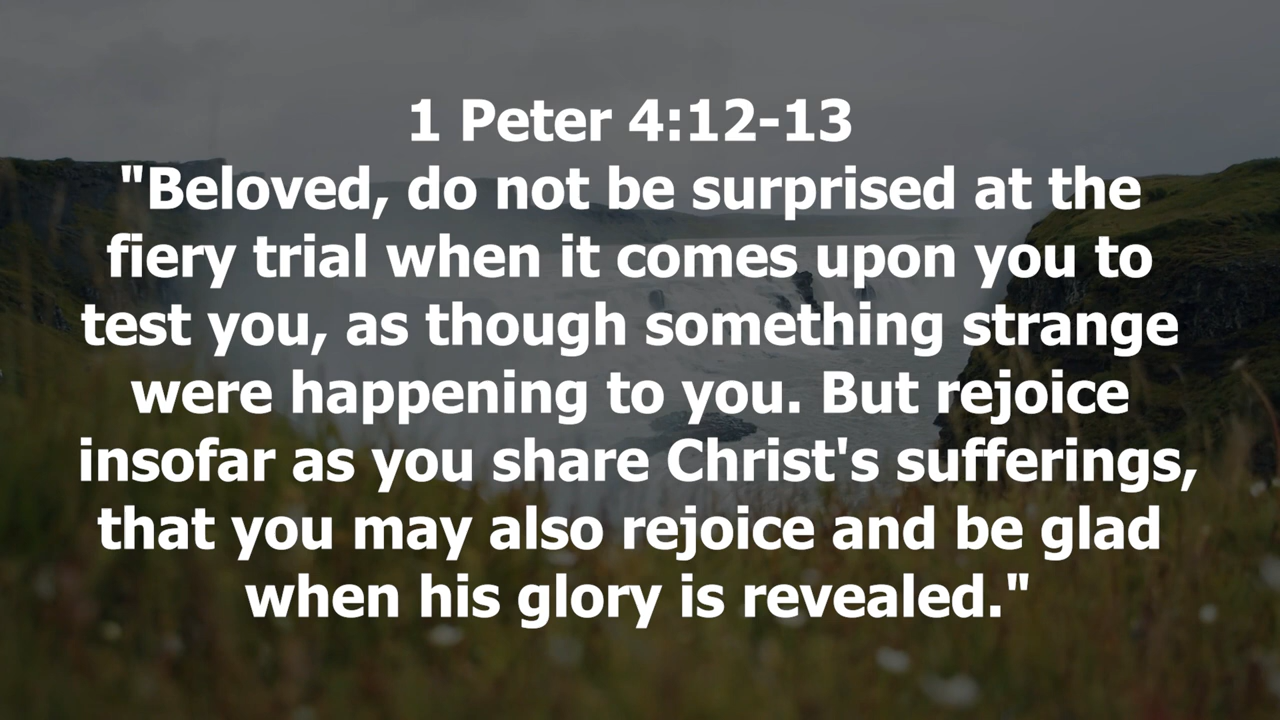 1 Peter 4:12-13
"Beloved, do not be surprised at the
fiery trial when it comes upon you to
test you, as though something strange
were happening to you. But rejoice
insofar as you share Christ's sufferings,
that you may also rejoice and be glad
when his glory is revealed."